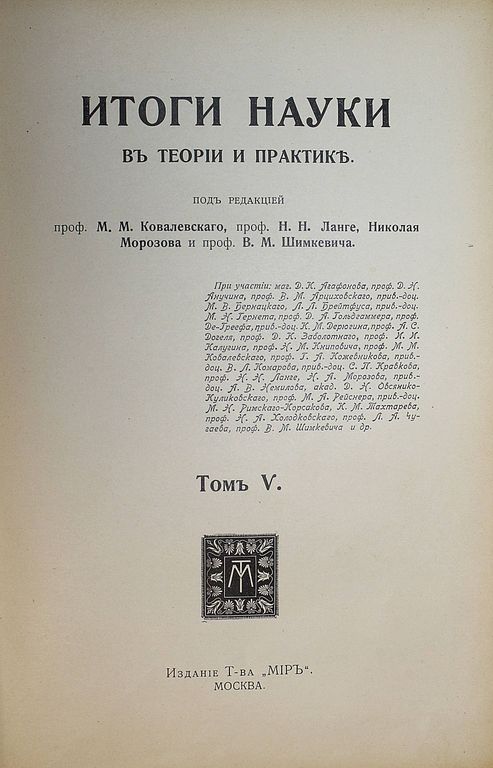 ИТОГИ НАУКИ
ВЪ ТЕОРІИ И ПРАКТИКѢ.
ПОДЪ РЕДАКЦІЕЙ
проф. М. М. Ковалевскаго, проф. Н. Н. Ланге, Николая
Морозова и проф. В. М. Шимкевича.
При участіи: маг. Д. К. Агафонова, проф. Д. Н.
Анучина, проф. В. М. Арциховскаго, прив.-доц.
М. В. Бернацкаго, Л. Л. Брейтфуса, прив.-доц.
М. Н. Гернета, проф. Д. А. Гольдгаммера, проф.
Де-Греефа, прив.-доц. К. М. Дерюгина, проф. А. С.
Догеля, проф. Д. К. Заболотнаго, проф. И. И.
Калугина, проф. Н. М. Книповича, проф. М. М.
Ковалевскаго, проф. Г. А. Кожевникова, прив.-
доц. В. Л. Комарова, прив.-доц. С. П. Кравкова,
проф. Н. Н. Ланге, Н. А. Морозова, прив.-
доц. А. В. Немилова, акад. Д. Н. Овсянико-
Куликовскаго, проф. М. А. Рейснера, прив.-доц.
М. Н. Римскаго-Корсакова, К. М. Тахтарева,
проф. Н. А. Холодковскаго, проф. Л. А. Чу-
гаева, проф. В. М. Шимкевича и др.
Томъ V.
ТМ
Изданіе Т-ва „МІРЪ“.
МОСКВА.